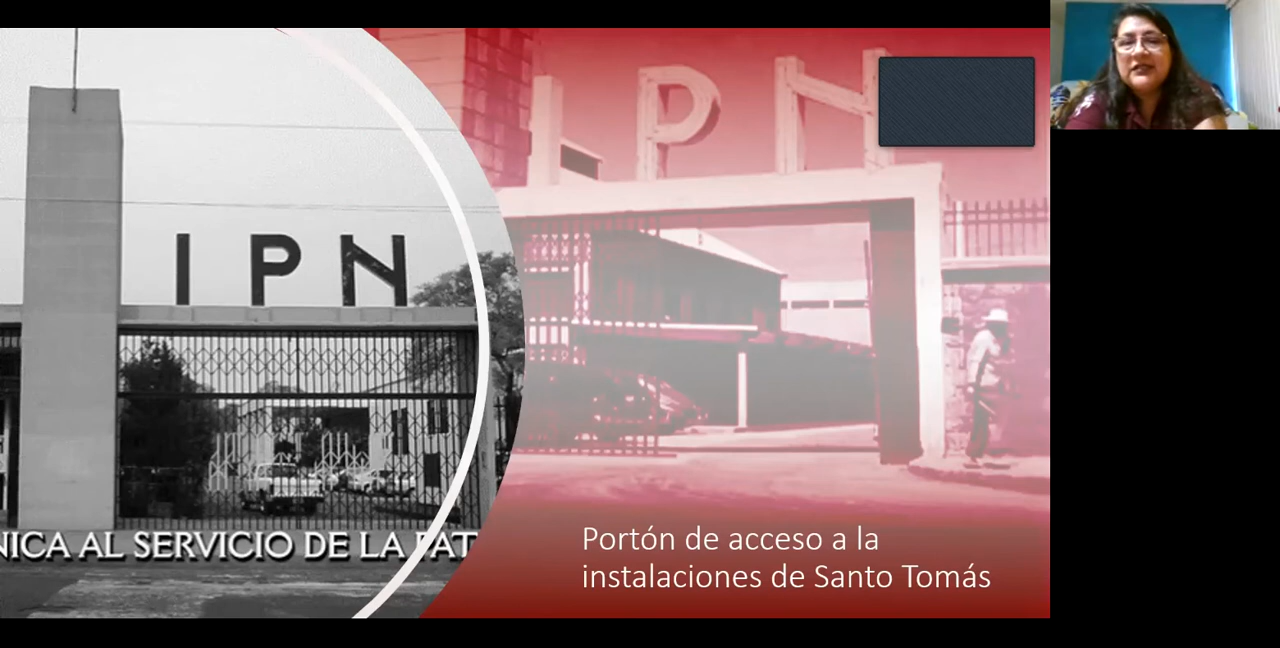 IPN
IPN
NICA AL SERVICIO DE LA PAT
Portón de acceso a la
instalaciones de Santo Tomás